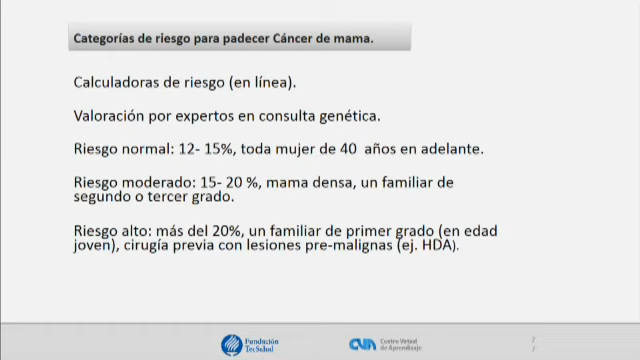 Categorías de riesgo para padecer Cáncer de mama.
Calculadoras de riesgo (en línea).
Valoración por expertos en consulta genética.
Riesgo normal: 12- 15%, toda mujer de 40 años en adelante.
Riesgo moderado: 15- 20 %, mama densa, un familiar de
segundo o tercer grado.
Riesgo alto: más del 20%, un familiar de primer grado (en edad
joven), cirugía previa con lesiones pre-malignas (ej. HDA).
Fundación
TecSalud
CVA
Centro Virtual
de Aprendizaje